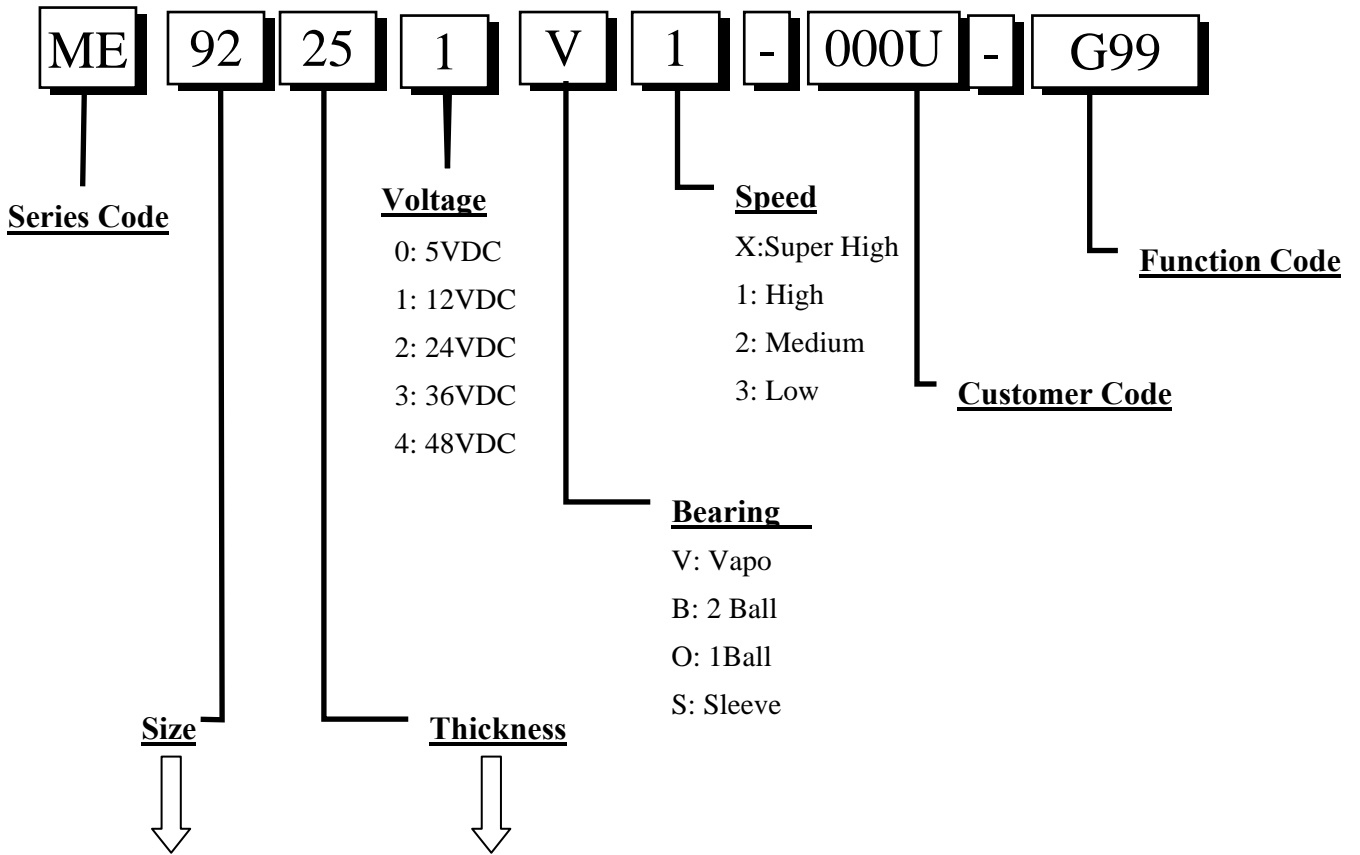 ME 92 25 1 V 1 - 000U - G99
Series Code
Voltage
0: 5VDC
1: 12VDC
2: 24VDC
3: 36VDC
4: 48VDC
Speed
X:Super High
1: High
2: Medium
3: Low
Function Code
Customer Code
Bearing
V: Vapo
B: 2 Ball
O: 1Ball
S: Sleeve
Size
Thickness